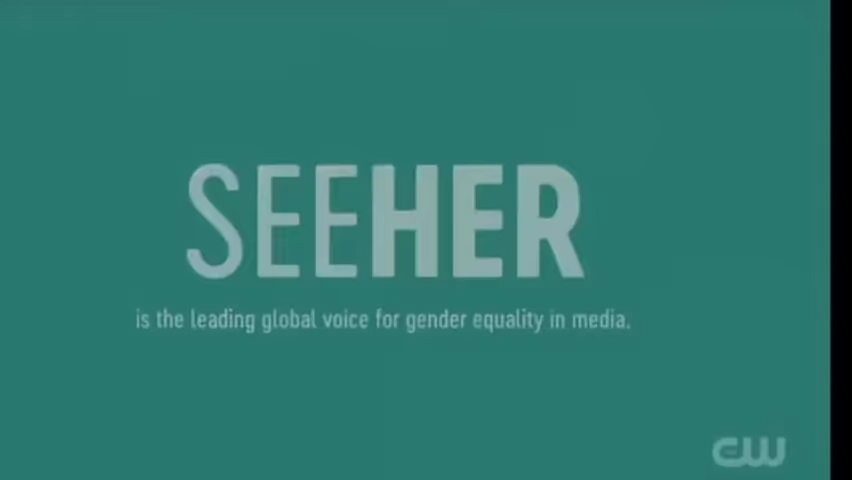 SEEHER
is the leading global voice for gender equality in media.
CW